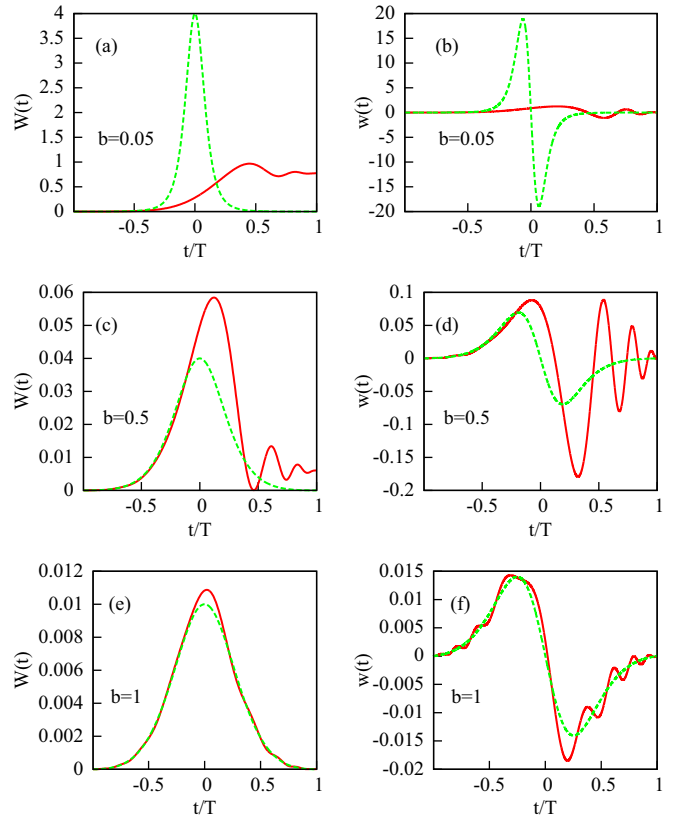 (a)
W(t)
4
3.5
3
2.5
2
1.5
1
0.5
0
b=0.05
-0.5
0
0.5
1
t/T
(b)
w(t)
20
15
10
5
0
-5
-10
-15
-20
b=0.05
-0.5
0
0.5
1
t/T
(c)
W(t)
0.06
0.05
0.04
0.03
0.02
0.01
0
b=0.5
-0.5
0
0.5
1
t/T
(d)
w(t)
0.1
0.05
0
-0.05
-0.1
-0.15
-0.2
b=0.5
-0.5
0
0.5
1
t/T
(e)
W(t)
0.012
0.01
0.008
0.006
0.004
0.002
0
b=1
-0.5
0
0.5
1
t/T
(f)
w(t)
0.015
0.01
0.005
-0
-0.005
-0.01
-0.015
-0.02
b=1
-0.5
0
0.5
1
t/T